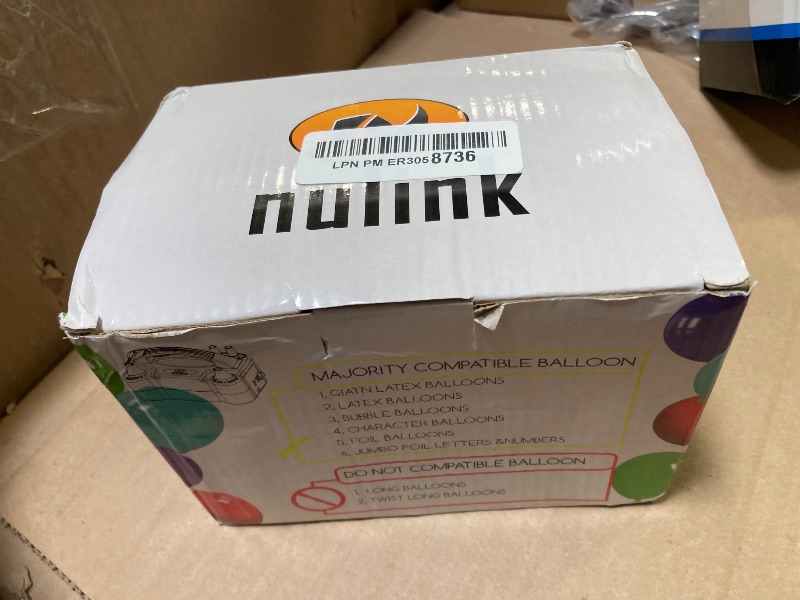 LPN PM ER3058736
nulink
MAJORITY COMPATIBLE BALLOON
1, GIATN LATEX BALLOONS
2, LATEX BALLOONS
3, BUBBLE BALLOONS
4, CHARACTER BALLOONS
5, FOIL BALLOONS
6, JUMBO FOIL LETTERS &NUMBERS
DO NOT COMPATIBLE BALLOON
1, LONG BALLOONS
2, TWIST LONG BALLOONS